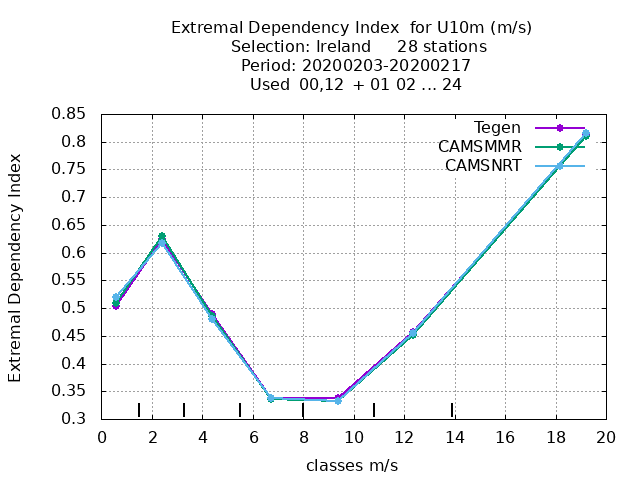 Extremal Dependency Index  for U10m (m/s)
Selection: Ireland     28 stations
Period: 20200203-20200217
Used  00,12  + 01 02 ... 24
Tegen
CAMSMMR
CAMSNRT
Extremal Dependency Index
0.85
0.8
0.75
0.7
0.65
0.6
0.55
0.5
0.45
0.4
0.35
0.3
0 2 4 6 8 10 12 14 16 18 20
classes m/s